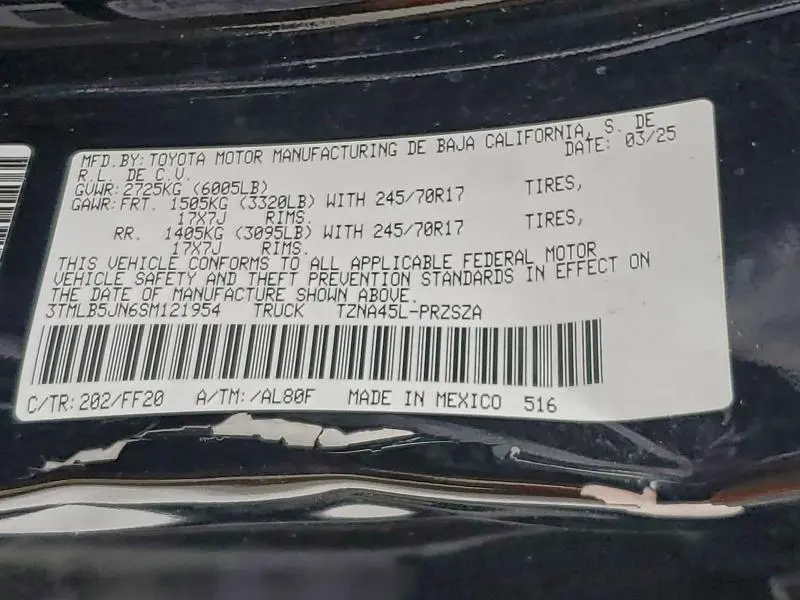 MFD.BY: TOYOTA MOTOR MANUFACTURING DE BAJA CALIFORNIA, S. DE
R.L. DE C.V. DATE: 03/25
GVWR: 2725KG (6005LB)
GAWR: FRT. 1505KG (3320LB) WITH 245/70R17 TIRES,
17X7J RIMS.
RR. 1405KG (3095LB) WITH 245/70R17 TIRES,
17X7J RIMS.
THIS VEHICLE CONFORMS TO ALL APPLICABLE FEDERAL MOTOR
VEHICLE SAFETY AND THEFT PREVENTION STANDARDS IN EFFECT ON
THE DATE OF MANUFACTURE SHOWN ABOVE.
3TMLB5JN6SM121954 TRUCK TZNA45L-PRZSZA
C/TR: 202/FF20 A/TM: /AL80F MADE IN MEXICO 516